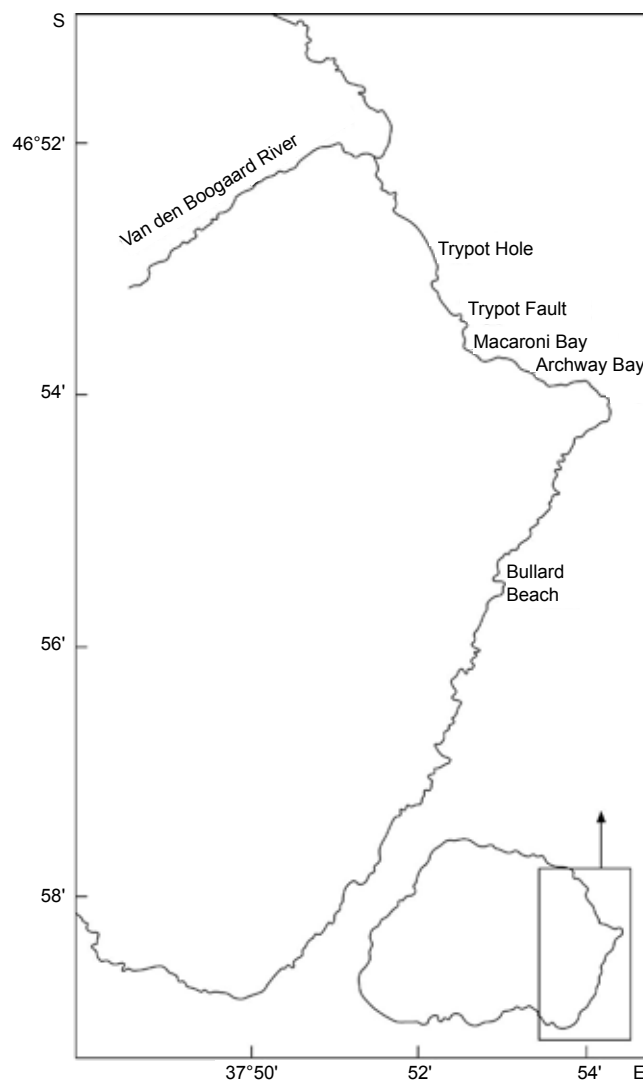 S
46°52'
Van den Boogaard River
Trypot Hole
Trypot Fault
Macaroni Bay
Archway Bay
54'
Bullard
Beach
56'
58'
37°50'
52'
54'
E